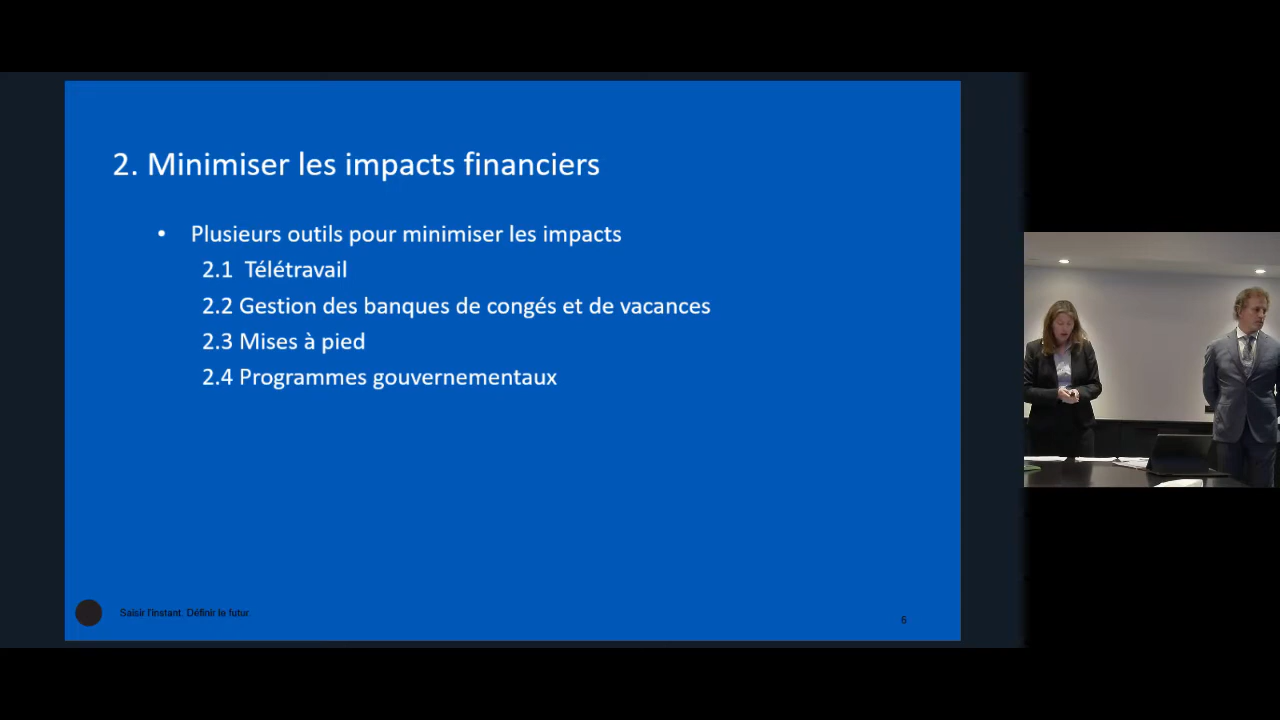 2. Minimiser les impacts financiers
• Plusieurs outils pour minimiser les impacts
2.1 Télétravail
2.2 Gestion des banques de congés et de vacances
2.3 Mises à pied
2.4 Programmes gouvernementaux
Saisir l'instant. Définir le futur.
6